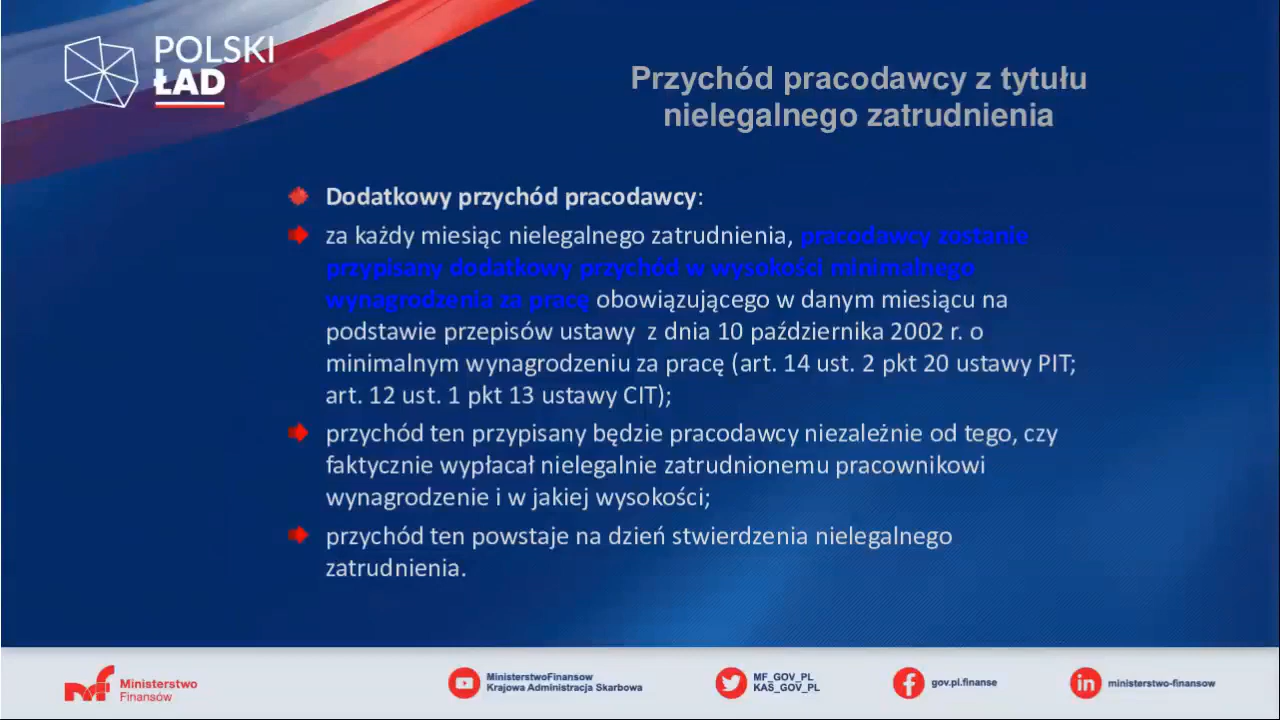 POLSKI
ŁAD
Przychód pracodawcy z tytułu
nielegalnego zatrudnienia
Dodatkowy przychód pracodawcy:
za każdy miesiąc nielegalnego zatrudnienia, pracodawcy zostanie
przypisany dodatkowy przychód w wysokości minimalnego
wynagrodzenia za pracę obowiązującego w danym miesiącu na
podstawie przepisów ustawy z dnia 10 października 2002 r. o
minimalnym wynagrodzeniu za pracę (art. 14 ust. 2 pkt 20 ustawy PIT;
art. 12 ust. 1 pkt 13 ustawy CIT);
przychód ten przypisany będzie pracodawcy niezależnie od tego, czy
faktycznie wypłacał nielegalnie zatrudnionemu pracownikowi
wynagrodzenie i w jakiej wysokości;
przychód ten powstaje na dzień stwierdzenia nielegalnego
zatrudnienia.
Ministerstwo
Finansów
MinisterstwoFinansow
Krajowa Administracja Skarbowa
MF_GOV_PL
KAS_GOV_PL
gov.pl.finanse
ministerstwo-finansow